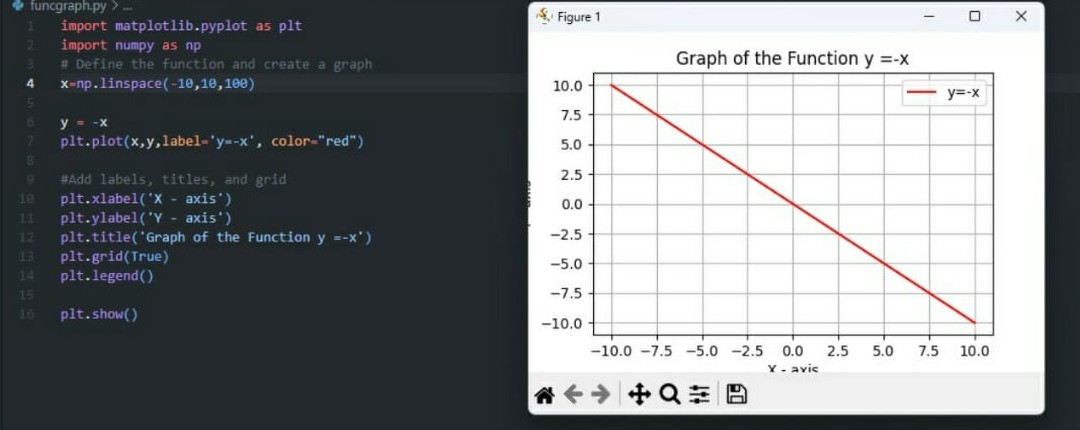 funcgraph.py > ...
1 import matplotlib.pyplot as plt
2 import numpy as np
3 # Define the function and create a graph
4 x=np.linspace(-10,10,100)
5
6 y = -x
7 plt.plot(x,y,label='y=-x', color="red")
8
9 #Add labels, titles, and grid
10 plt.xlabel('X - axis')
11 plt.ylabel('Y - axis')
12 plt.title('Graph of the Function y =-x')
13 plt.grid(True)
14 plt.legend()
15
16 plt.show()
Figure 1
Graph of the Function y =-x
y=-x
10.0
7.5
5.0
2.5
0.0
−2.5
−5.0
−7.5
−10.0
−10.0 −7.5 −5.0 −2.5 0.0 2.5 5.0 7.5 10.0
X - axis